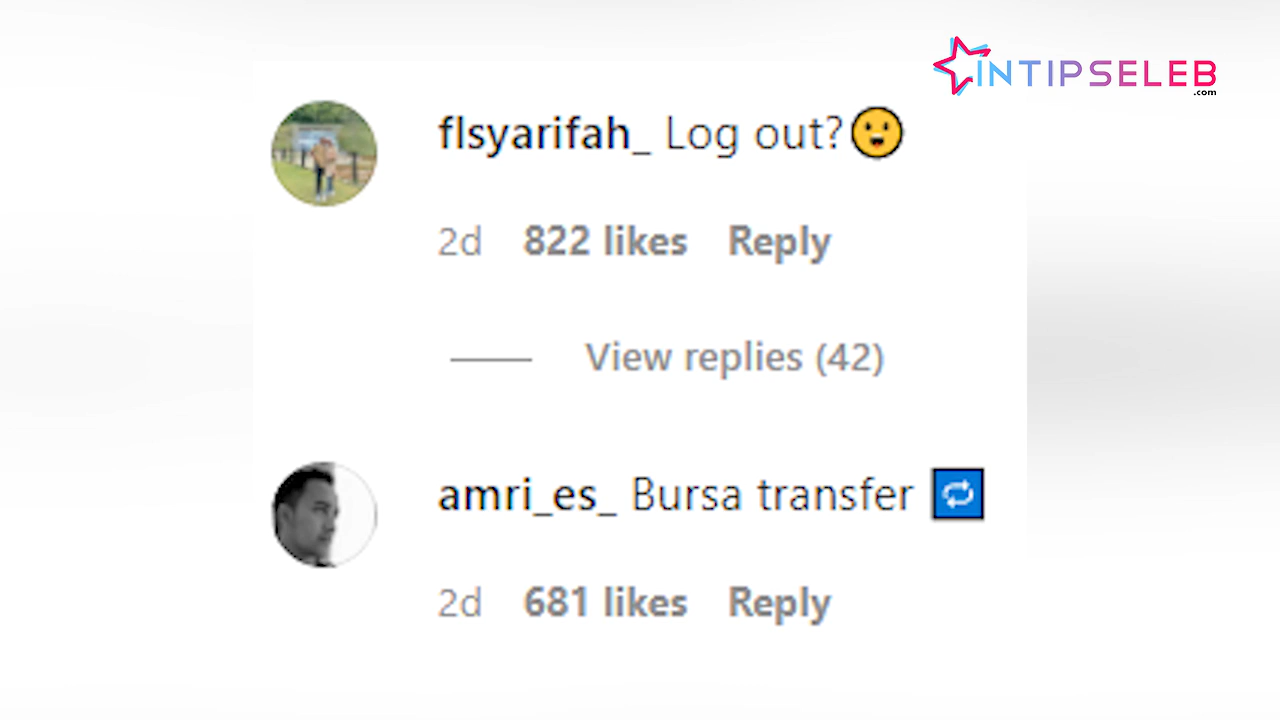 INTIPSELEB
.com
flsyarifah_ Log out?😮
2d 822 likes Reply
View replies (42)
amri_es_ Bursa transfer 🔁
2d 681 likes Reply